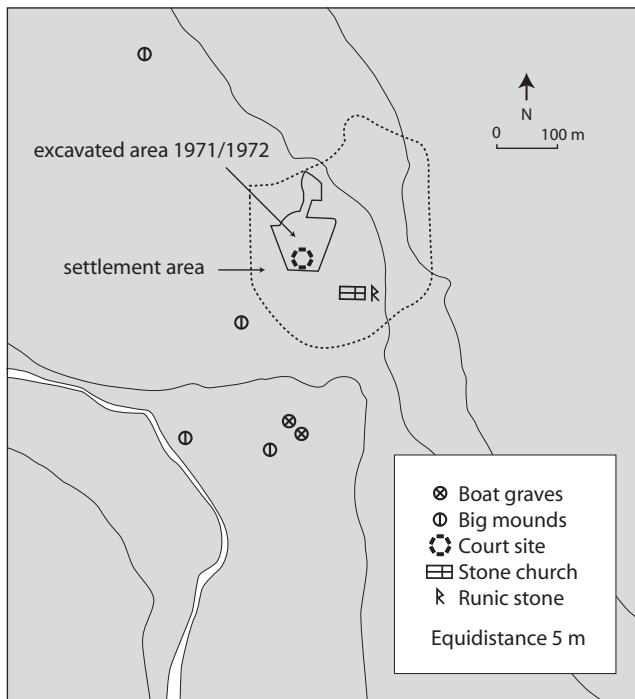 N
0 100 m
excavated area 1971/1972
settlement area
Boat graves
Big mounds
Court site
Stone church
Runic stone
Equidistance 5 m